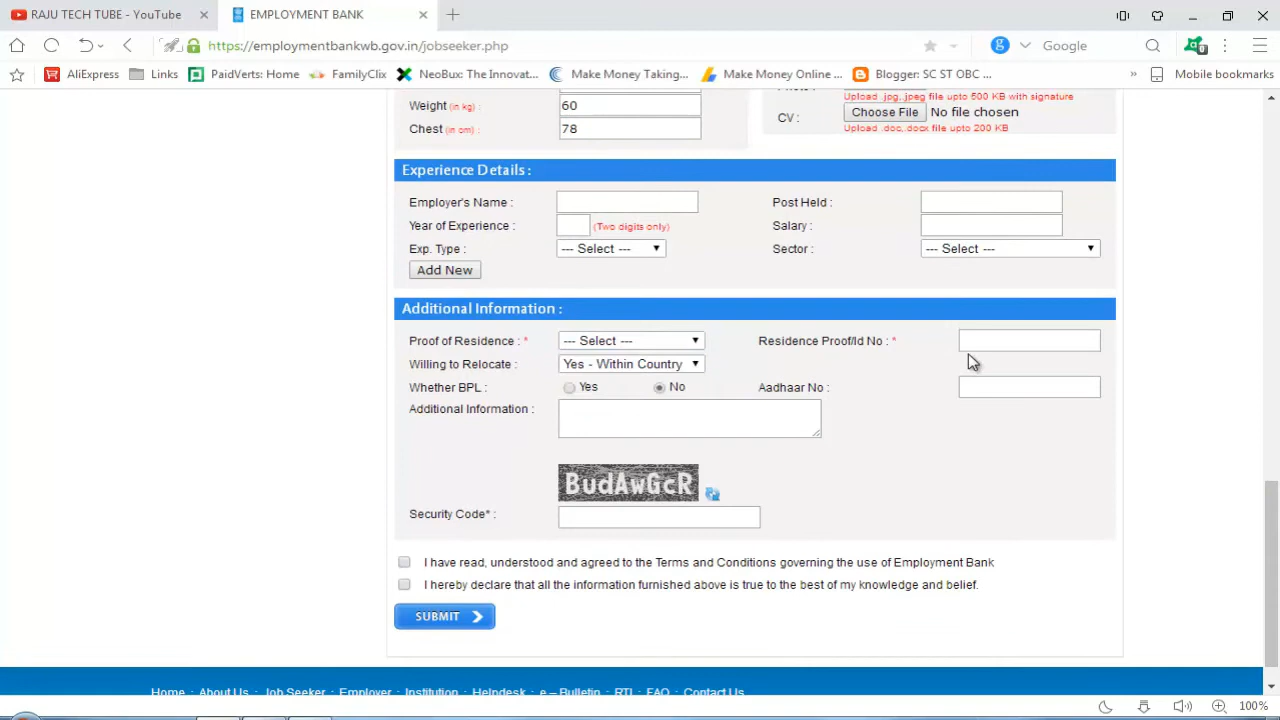 RAJU TECH TUBE - YouTube
EMPLOYMENT BANK
https://employmentbankwb.gov.in/jobseeker.php
Google
AliExpress
Links
PaidVerts: Home
FamilyClix
NeoBux: The Innovat...
Make Money Taking...
Make Money Online ...
Blogger: SC ST OBC ...
»
Mobile bookmarks
Upload .jpg,.jpeg file upto 500 KB with signature
Weight (in kg) : 60
CV : Choose File No file chosen
Chest (in cm) : 78
Upload .doc,.docx file upto 200 KB
Experience Details :
Employer's Name : Post Held :
Year of Experience : (Two digits only) Salary :
Exp. Type : --- Select --- Sector : --- Select ---
Add New
Additional Information :
Proof of Residence : * --- Select --- Residence Proof/Id No : *
Willing to Relocate : Yes - Within Country
Whether BPL : Yes No Aadhaar No :
Additional Information :
BudAwGcR
Security Code* :
I have read, understood and agreed to the Terms and Conditions governing the use of Employment Bank
I hereby declare that all the information furnished above is true to the best of my knowledge and belief.
SUBMIT
Home About Us Job Seeker Employer Institution Helpdesk e – Bulletin RTI FAQ Contact Us
100%